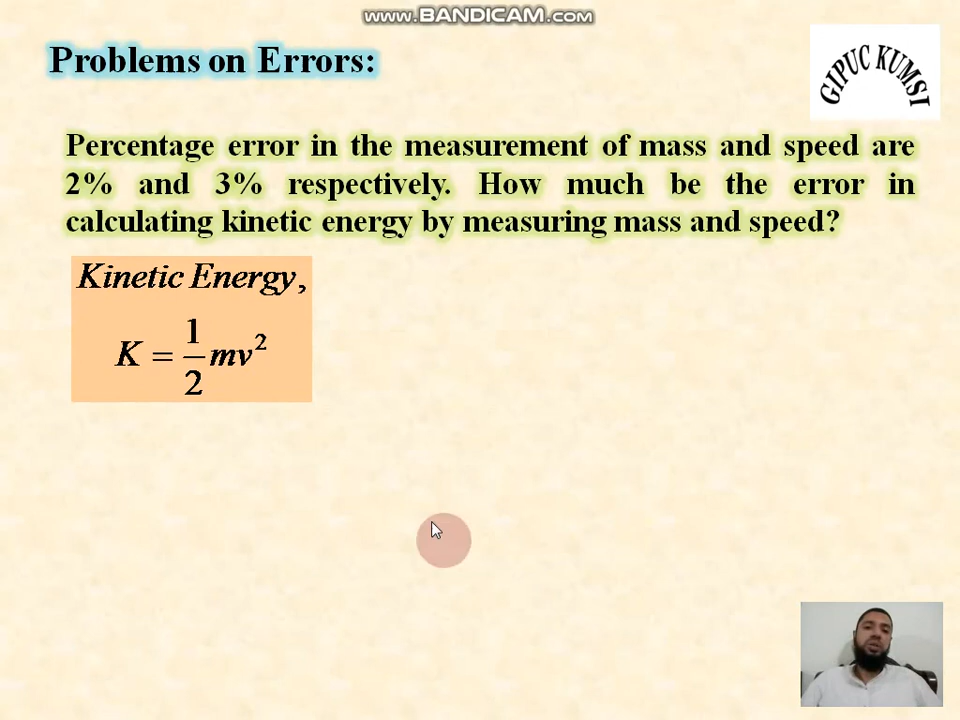 www.BANDICAM.com
Problems on Errors:
GIPUC KUMSI
Percentage error in the measurement of mass and speed are
2% and 3% respectively. How much be the error in
calculating kinetic energy by measuring mass and speed?
Kinetic Energy,
K = 1/2 mv²